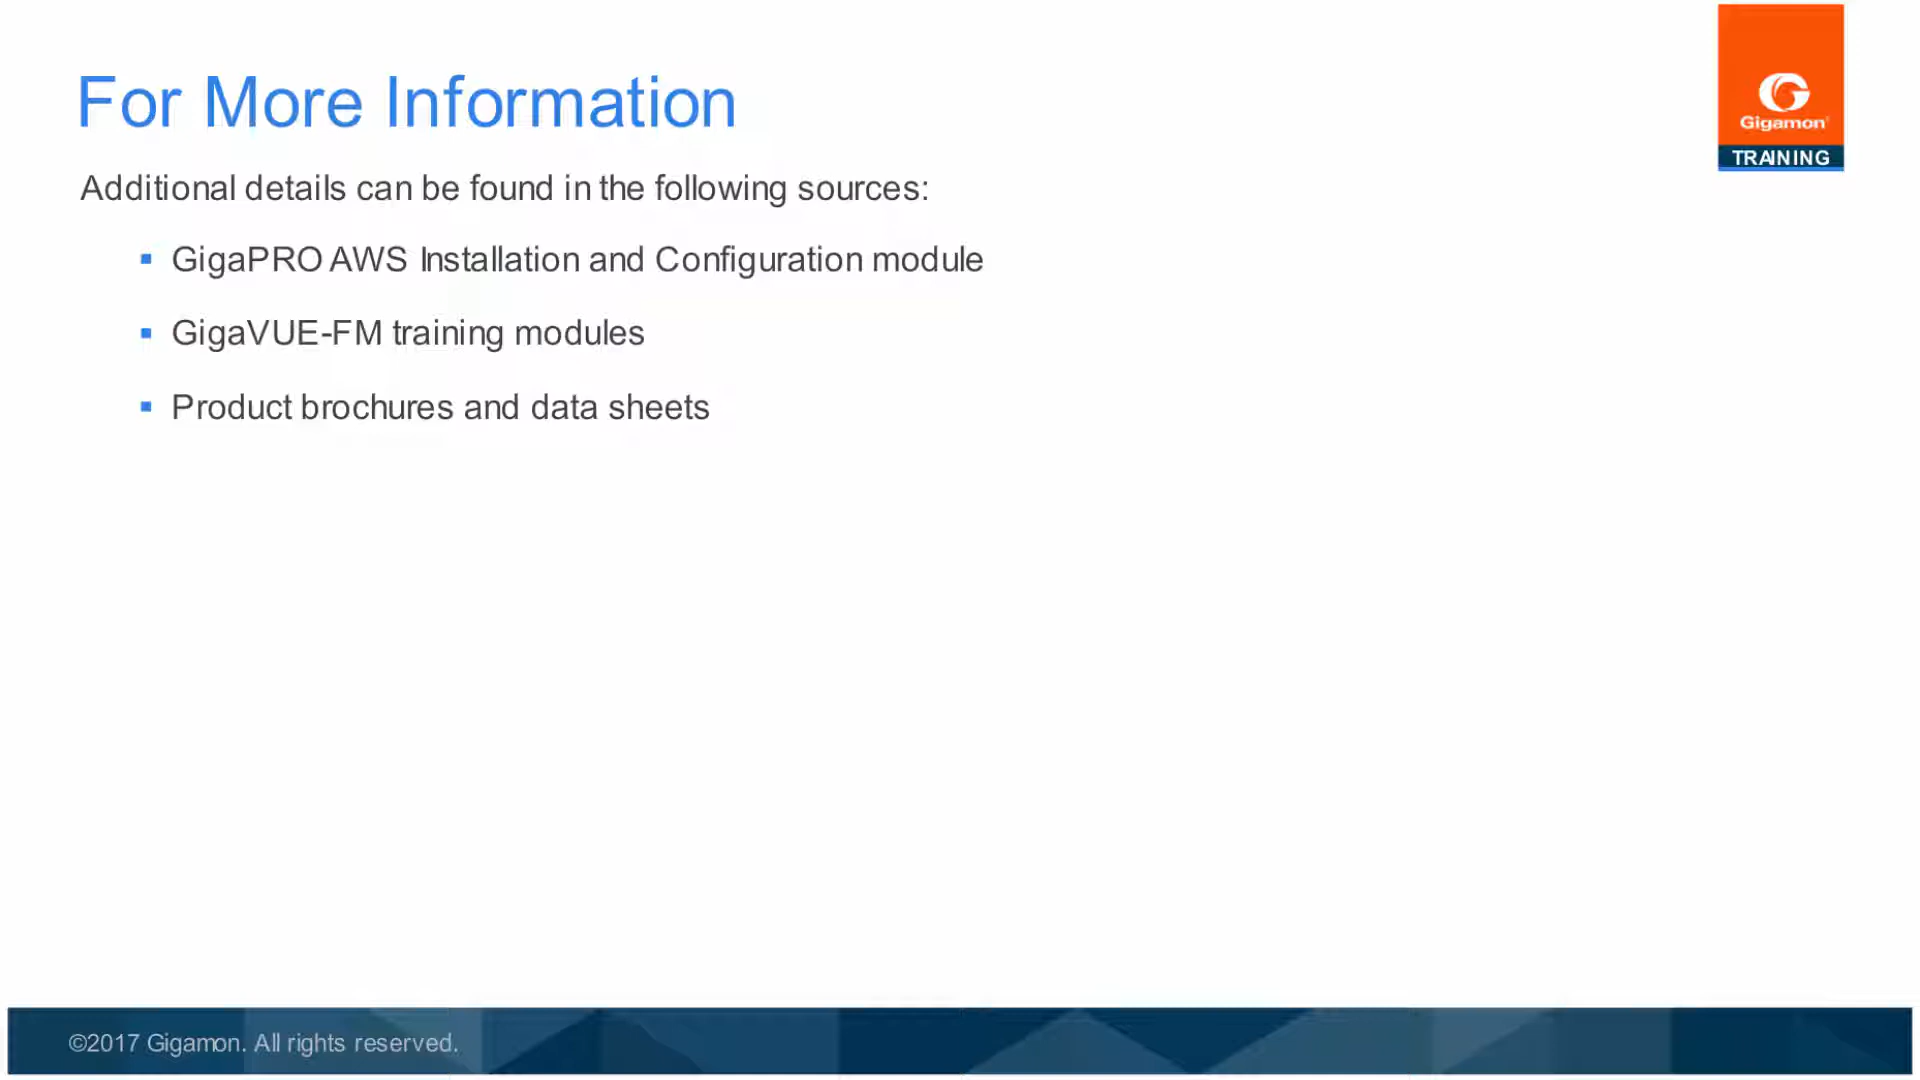 For More Information
Gigamon
TRAINING
Additional details can be found in the following sources:
▪ GigaPRO AWS Installation and Configuration module
▪ GigaVUE-FM training modules
▪ Product brochures and data sheets
©2017 Gigamon. All rights reserved.